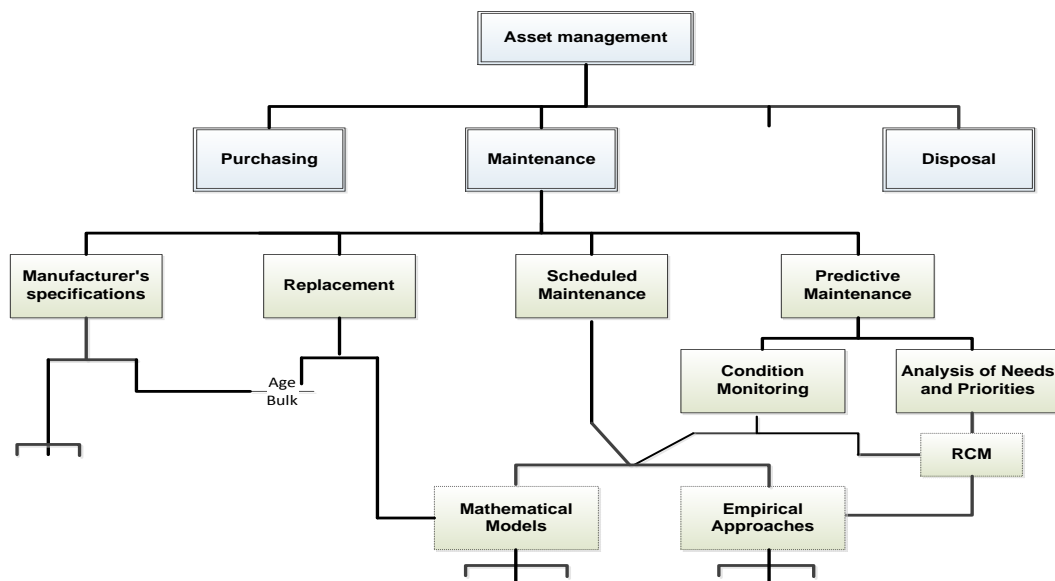 Asset management
Purchasing
Maintenance
Disposal
Manufacturer's
specifications
Replacement
Scheduled
Maintenance
Predictive
Maintenance
Age
Bulk
Condition
Monitoring
Analysis of Needs
and Priorities
RCM
Mathematical
Models
Empirical
Approaches